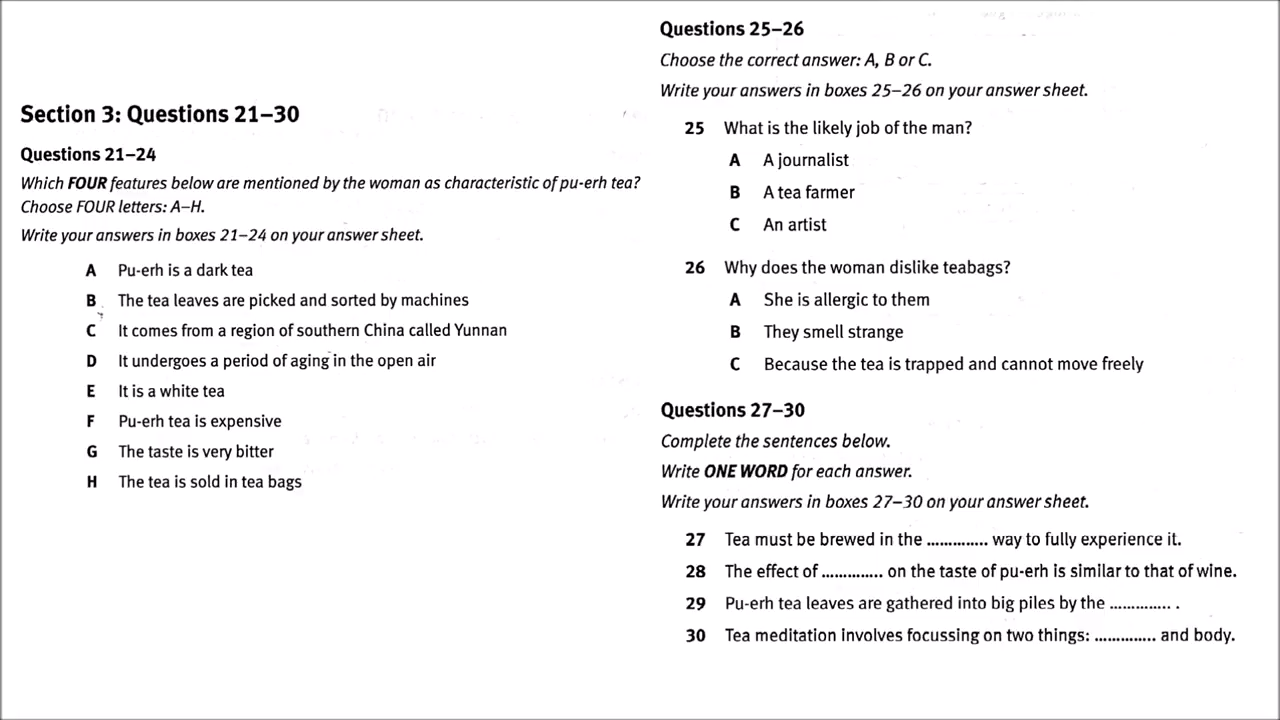 Section 3: Questions 21–30
Questions 21–24
Which FOUR features below are mentioned by the woman as characteristic of pu-erh tea?
Choose FOUR letters: A–H.
Write your answers in boxes 21–24 on your answer sheet.
A Pu-erh is a dark tea
B The tea leaves are picked and sorted by machines
C It comes from a region of southern China called Yunnan
D It undergoes a period of aging in the open air
E It is a white tea
F Pu-erh tea is expensive
G The taste is very bitter
H The tea is sold in tea bags
Questions 25–26
Choose the correct answer: A, B or C.
Write your answers in boxes 25–26 on your answer sheet.
25 What is the likely job of the man?
A A journalist
B A tea farmer
C An artist
26 Why does the woman dislike teabags?
A She is allergic to them
B They smell strange
C Because the tea is trapped and cannot move freely
Questions 27–30
Complete the sentences below.
Write ONE WORD for each answer.
Write your answers in boxes 27–30 on your answer sheet.
27 Tea must be brewed in the .............. way to fully experience it.
28 The effect of .............. on the taste of pu-erh is similar to that of wine.
29 Pu-erh tea leaves are gathered into big piles by the .............. .
30 Tea meditation involves focussing on two things: .............. and body.